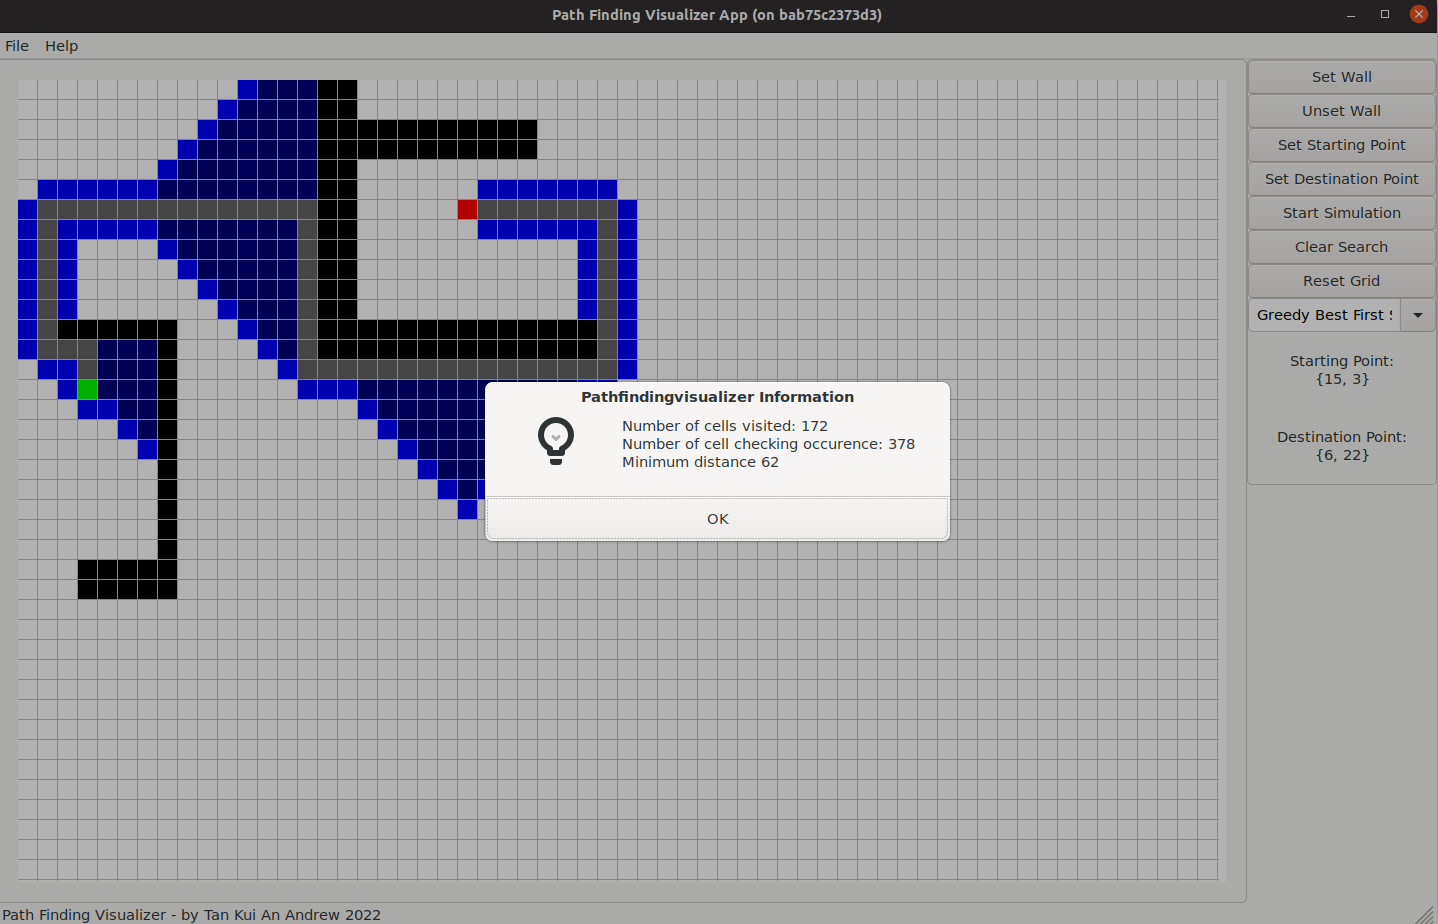 Path Finding Visualizer App (on bab75c2373d3)
File Help
Set Wall
Unset Wall
Set Starting Point
Set Destination Point
Start Simulation
Clear Search
Reset Grid
Greedy Best First S
Starting Point:
{15, 3}
Destination Point:
{6, 22}
Pathfindingvisualizer Information
Number of cells visited: 172
Number of cell checking occurence: 378
Minimum distance 62
OK
Path Finding Visualizer - by Tan Kui An Andrew 2022